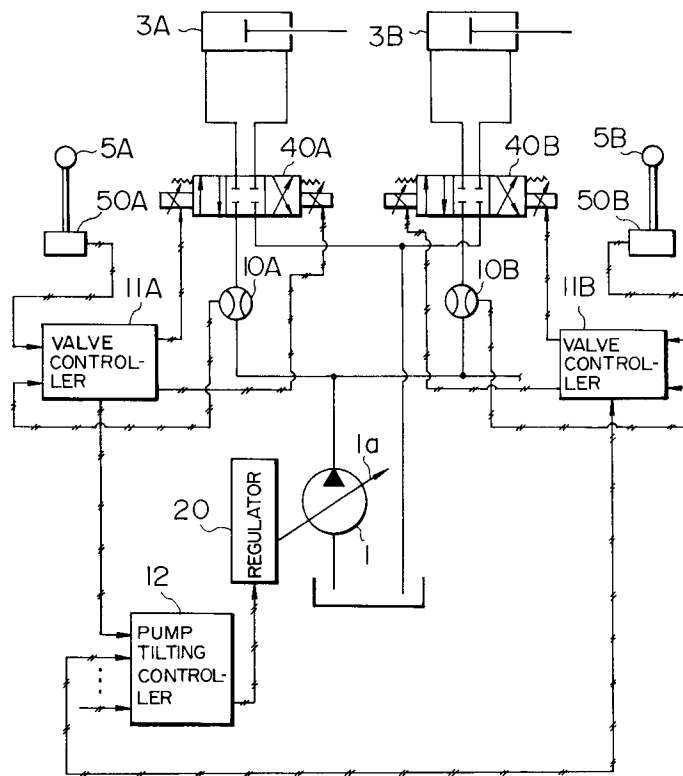 3A
3B
5A
40A
40B
5B
50A
50B
10A
10B
11A
11B
VALVE
CONTROL-
LER
VALVE
CONTROL-
LER
1a
20
REGULATOR
1
12
PUMP
TILTING
CONTROL-
LER